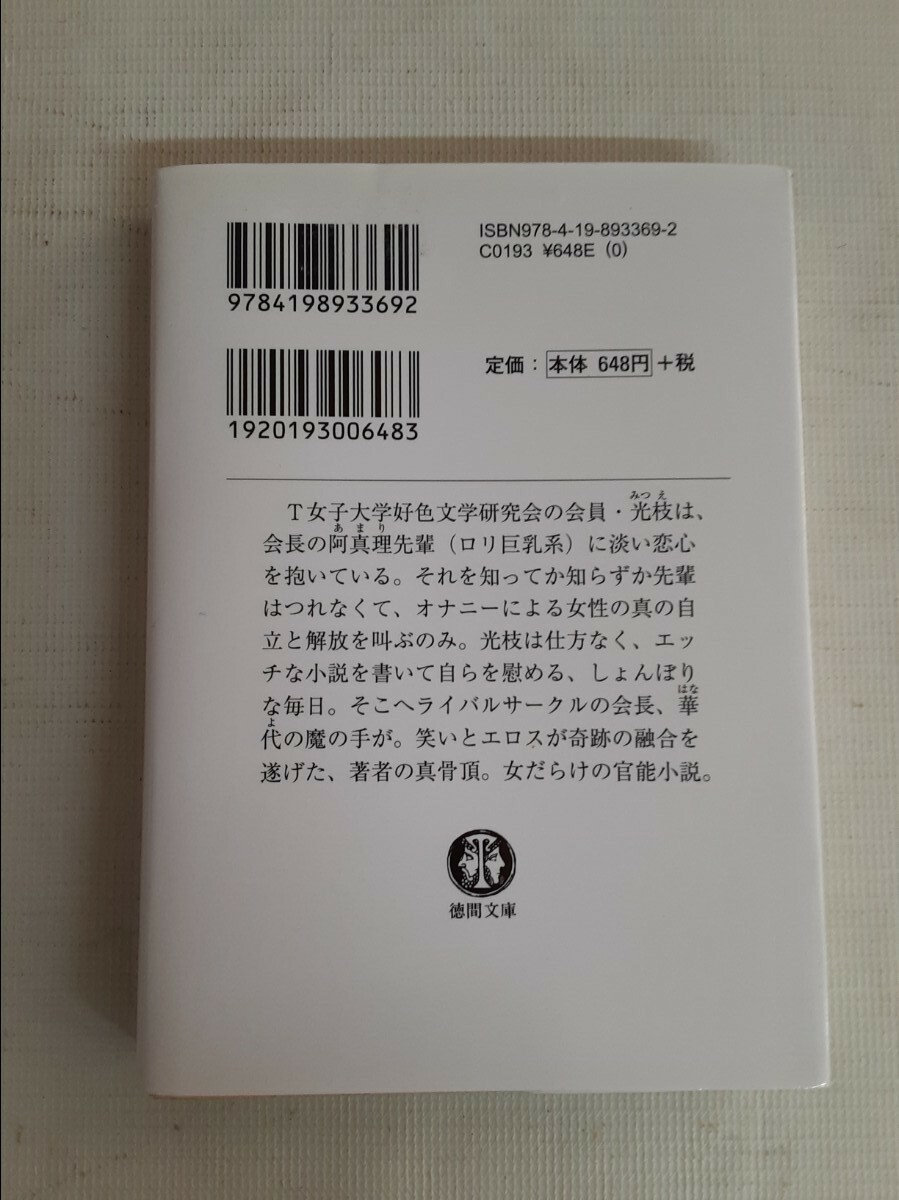 ISBN978-4-19-893369-2
C0193 ¥648E (0)
9784198933692
定価：本体 648円＋税
1920193006483
T女子大学好色文学研究会の会員・光枝は、
みつえ
会長の阿真理先輩（ロリ巨乳系）に淡い恋心
あまり
を抱いている。それを知ってか知らずか先輩
はつれなくて、オナニーによる女性の真の自
立と解放を叫ぶのみ。光枝は仕方なく、エッ
チな小説を書いて自らを慰める、しょんぼり
な毎日。そこへライバルサークルの会長、華
はな
代の魔の手が。笑いとエロスが奇跡の融合を
よ
遂げた、著者の真骨頂。女だらけの官能小説。
徳間文庫